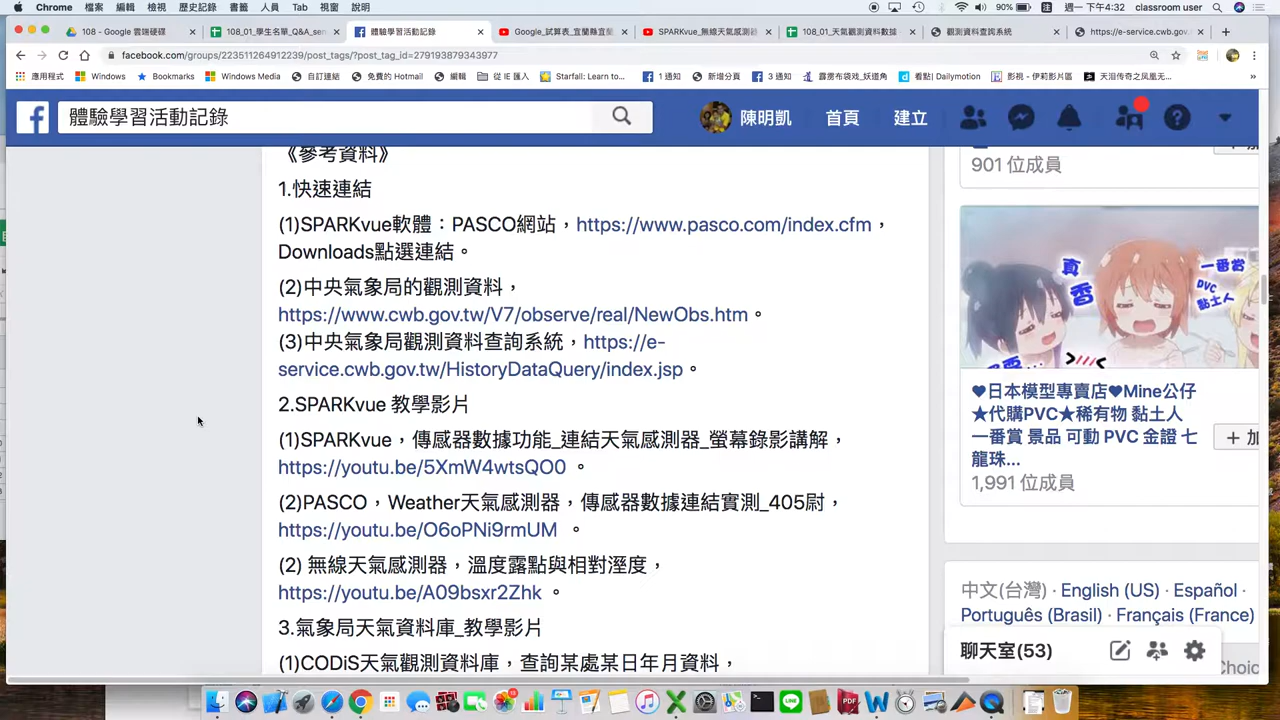 Chrome 檔案 編輯 檢視 歷史記錄 書籤 人員 Tab 視窗 說明 90% 注 週一 下午4:32 classroom user
108 - Google 雲端硬碟 108_01_學生名單_Q&A_se 體驗學習活動記錄 Google_試算表_宜蘭縣宜蘭 SPARKvue_無線天氣感測器 108_01_天氣觀測資料數據 觀測資料查詢系統 https://e-service.cwb.gov.
facebook.com/groups/223511264912239/post_tags/?post_tag_id=279193879343977
應用程式 Windows Bookmarks Windows Media 自訂連結 免費的 Hotmail 編輯 從 IE 匯入 Starfall: Learn to... 1 通知 新增分頁 3 通知 霹靂布袋戲_妖道角 看點| Dailymotion 影視 - 伊莉影片區 天泪传奇之凤凰无...
體驗學習活動記錄 陳明凱 首頁 建立
《參考資料》
1.快速連結
(1)SPARKvue軟體：PASCO網站，https://www.pasco.com/index.cfm，
Downloads點選連結。
(2)中央氣象局的觀測資料，
https://www.cwb.gov.tw/V7/observe/real/NewObs.htm。
(3)中央氣象局觀測資料查詢系統，https://e-
service.cwb.gov.tw/HistoryDataQuery/index.jsp。
2.SPARKvue 教學影片
(1)SPARKvue，傳感器數據功能_連結天氣感測器_螢幕錄影講解，
https://youtu.be/5XmW4wtsQO0 。
(2)PASCO，Weather天氣感測器，傳感器數據連結實測_405尉，
https://youtu.be/O6oPNi9rmUM 。
(2) 無線天氣感測器，溫度露點與相對溼度，
https://youtu.be/A09bsxr2Zhk 。
3.氣象局天氣資料庫_教學影片
(1)CODiS天氣觀測資料庫，查詢某處某日年月資料，
901 位成員
真香
一番賞
PVC
黏土人
♥日本模型專賣店♥Mine公仔
★代購PVC★稀有物 黏土人
一番賞 景品 可動 PVC 金證 七
龍珠...
1,991 位成員
+ 加
中文(台灣) · English (US) · Español ·
Português (Brasil) · Français (France)
聊天室(53)
Choic